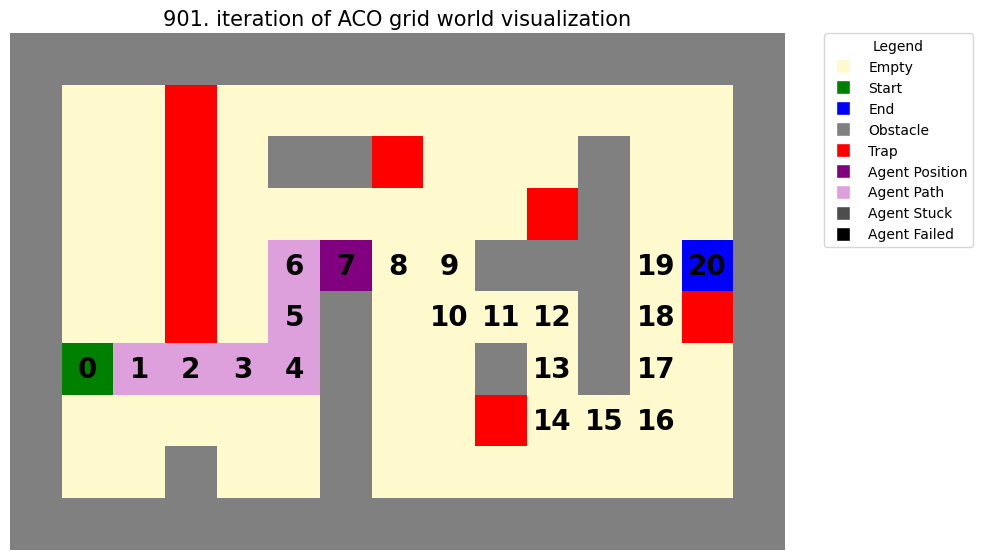 901. iteration of ACO grid world visualization
Legend
Empty
Start
End
Obstacle
Trap
Agent Position
Agent Path
Agent Stuck
Agent Failed
6 7 8 9 19 20
5 10 11 12 18
0 1 2 3 4 13 17
14 15 16